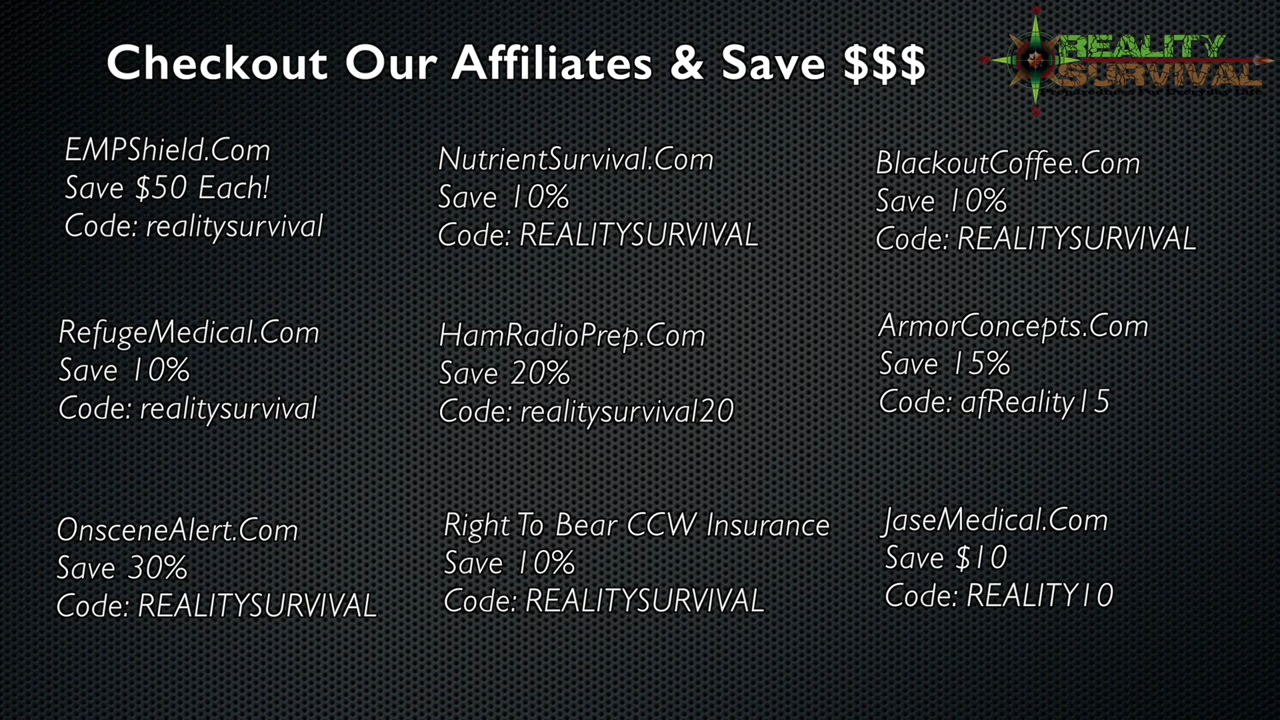 Checkout Our Affiliates & Save $$$
REALITY
SURVIVAL
EMPShield.Com
Save $50 Each!
Code: realitysurvival
NutrientSurvival.Com
Save 10%
Code: REALITYSURVIVAL
BlackoutCoffee.Com
Save 10%
Code: REALITYSURVIVAL
RefugeMedical.Com
Save 10%
Code: realitysurvival
HamRadioPrep.Com
Save 20%
Code: realitysurvival20
ArmorConcepts.Com
Save 15%
Code: afReality15
OnsceneAlert.Com
Save 30%
Code: REALITYSURVIVAL
Right To Bear CCW Insurance
Save 10%
Code: REALITYSURVIVAL
JaseMedical.Com
Save $10
Code: REALITY10